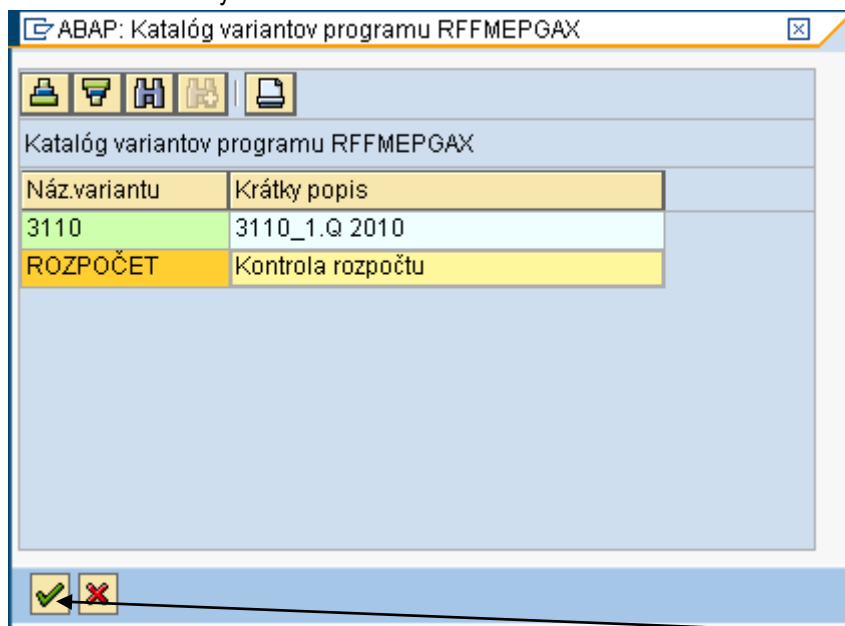 ABAP: Katalóg variantov programu RFFMEPGAX
Katalóg variantov programu RFFMEPGAX
Náz.variantu Krátky popis
3110 3110_1.Q 2010
ROZPOČET Kontrola rozpočtu